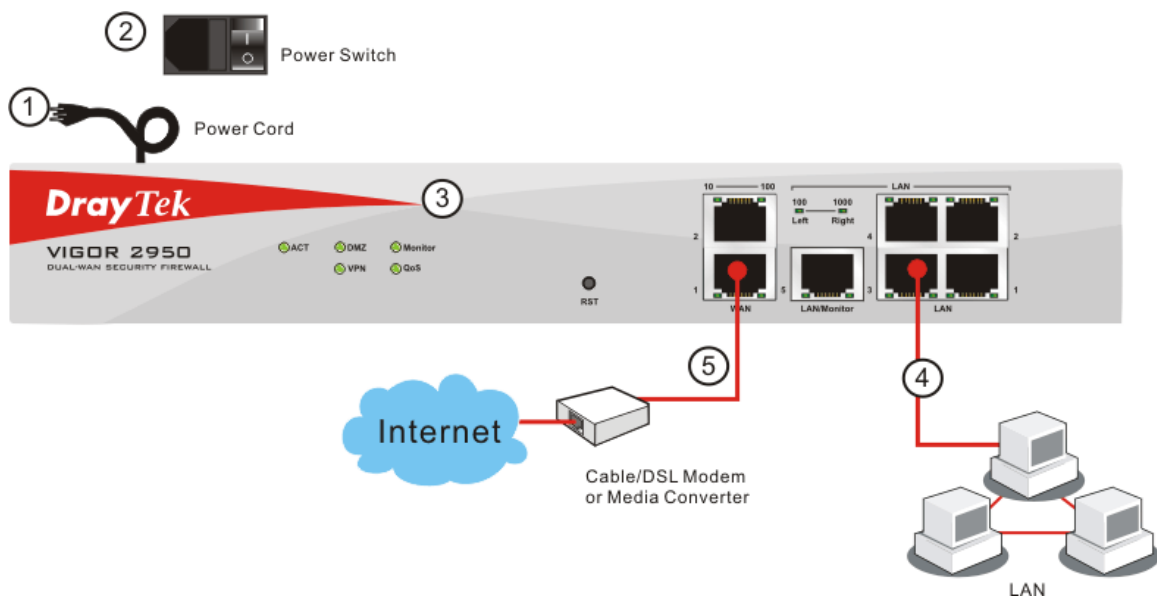 2
Power Switch
1
Power Cord
DrayTek
VIGOR 2950
DUAL-WAN SECURITY FIREWALL
3
ACT
DMZ
Monitor
VPN
QoS
RST
10 100
2
1
WAN
LAN
100 1000
Left Right
5
LAN/Monitor
4
2
3
1
LAN
5
4
Internet
Cable/DSL Modem
or Media Converter
LAN